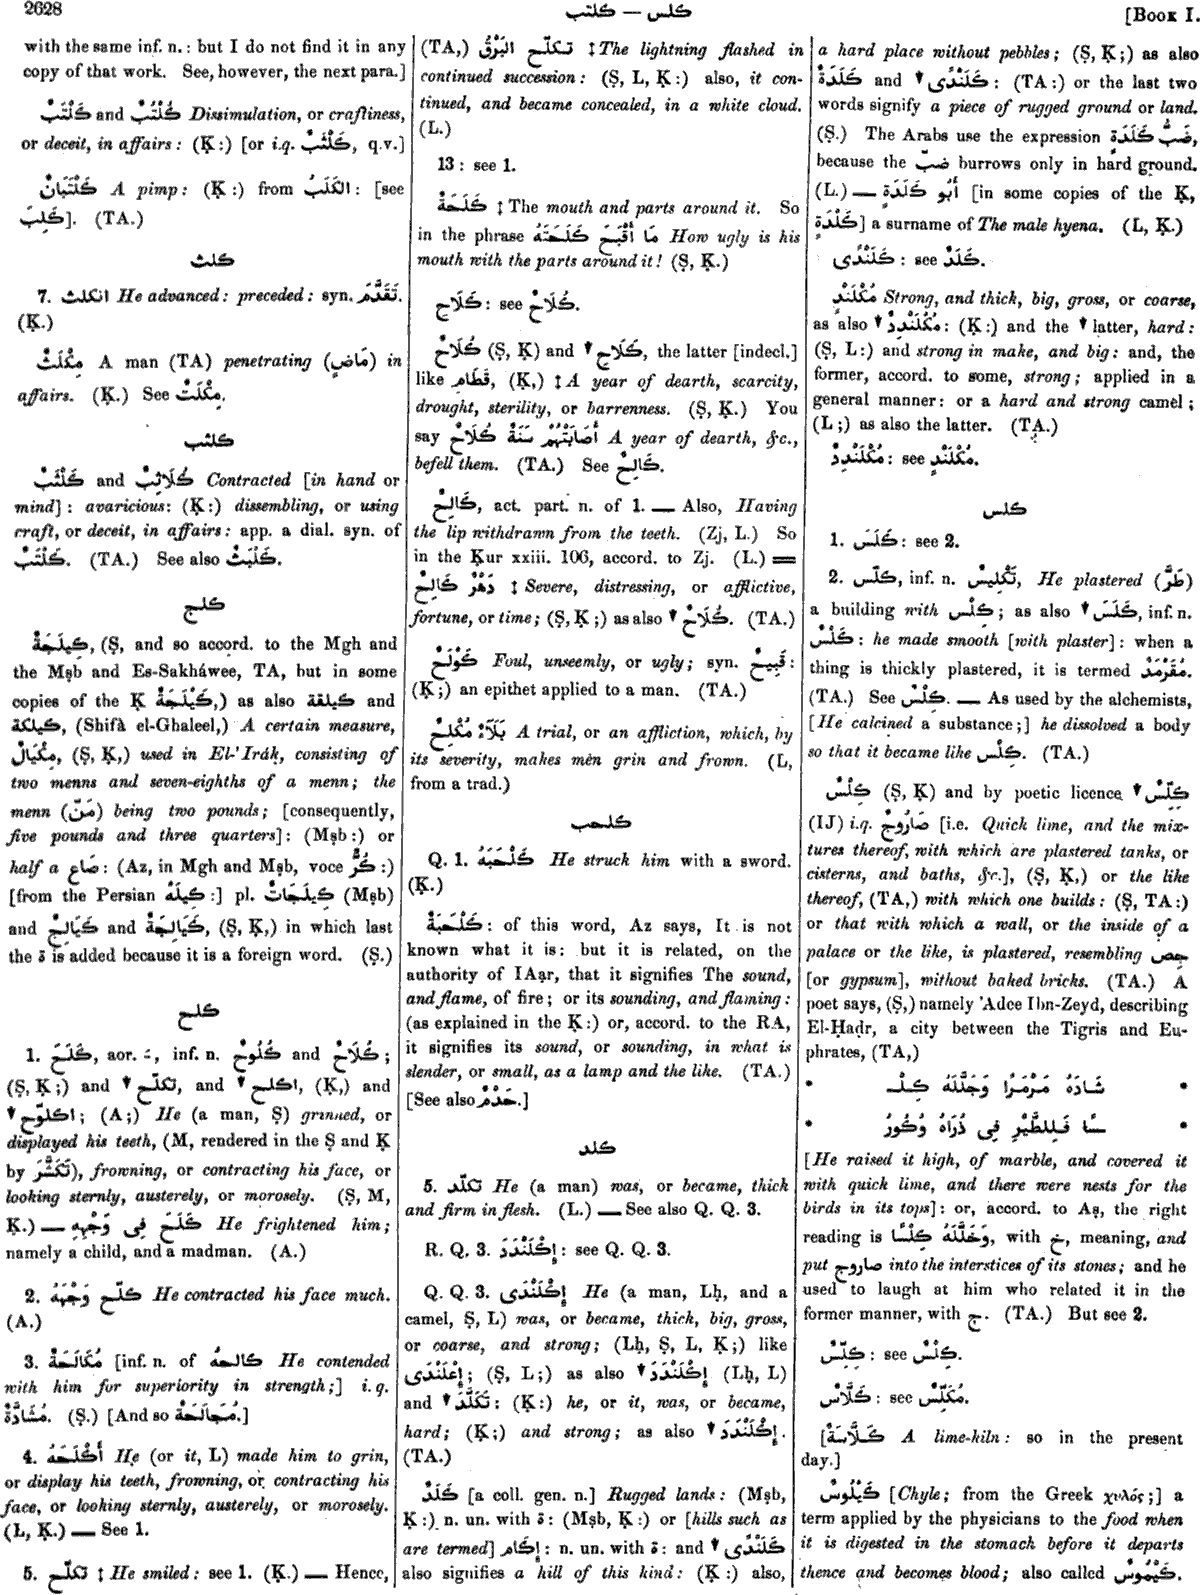 2628
كلس — كلتب
[BOOK I.
with the same inf. n.: but I do not find it in any
copy of that work. See, however, the next para.]
كَلْتَبٌ and كُلْتُبٌ Dissimulation, or craftiness,
or deceit, in affairs: (Ḳ:) [or i.q. كَلْثَبٌ, q.v.]
كَلْتَبَانٌ A pimp: (Ḳ:) from الكَلَبُ: [see
كَلِبَ]. (TA.)
كلث
7. انكلث He advanced: preceded: syn. تَقَدَّمَ.
(Ḳ.)
مِكْلَثٌ A man (TA) penetrating (مَاضٍ) in
affairs. (Ḳ.) See مِكْلَتٌ.
كلثب
كَلْثَبٌ and كُلَاثِبٌ Contracted [in hand or
mind]: avaricious: (Ḳ:) dissembling, or using
craft, or deceit, in affairs: app. a dial. syn. of
كَلْتَبٌ. (TA.) See also كَلْبَثٌ.
كلج
كِيلَجَةٌ, (Ṣ, and so accord. to the Mgh and
the Mṣb and Es-Sakháwee, TA, but in some
copies of the Ḳ كَيْلَجَةٌ,) as also كيلقة and
كيلكة, (Shifà el-Ghaleel,) A certain measure,
مِكْيَالٌ, (Ṣ, Ḳ,) used in El-'Iráḳ, consisting of
two menns and seven-eighths of a menn; the
menn (مَنّ) being two pounds; [consequently,
five pounds and three quarters]: (Mṣb:) or
half a صَاع: (Az, in Mgh and Mṣb, voce كُرٌّ:)
[from the Persian كِيلَهْ:] pl. كِيلَجَاتٌ (Mṣb)
and كَيَالِجٌ and كَيَالِجَةٌ, (Ṣ, Ḳ,) in which last
the ة is added because it is a foreign word. (Ṣ.)
كلح
1. كَلَحَ, aor. ـَ, inf. n. كُلُوحٌ and كُلَاحٌ;
(Ṣ, Ḳ;) and ▼ تكلّح, and ▼ اكلح, (Ḳ,) and
▼ اكلوّح; (A;) He (a man, Ṣ) grinned, or
displayed his teeth, (M, rendered in the Ṣ and Ḳ
by تَكَشَّرَ), frowning, or contracting his face, or
looking sternly, austerely, or morosely. (Ṣ, M,
Ḳ.) — كَلَحَ فِى وَجْهِهِ He frightened him;
namely a child, and a madman. (A.)
2. كلّح وَجْهَهُ He contracted his face much.
(A.)
3. مُكَالَحَةٌ [inf. n. of كالحهُ He contended
with him for superiority in strength;] i. q.
مُشَادَّةٌ. (Ṣ.) [And so مُجَالَحَةٌ.]
4. أَكْلَحَهُ He (or it, L) made him to grin,
or display his teeth, frowning, or contracting his
face, or looking sternly, austerely, or morosely.
(L, Ḳ.) — See 1.
5. تكلّح ‡ He smiled: see 1. (Ḳ.) — Hence,
(TA,) تكلّح البَرْقُ ‡ The lightning flashed in
continued succession: (Ṣ, L, Ḳ:) also, it con-
tinued, and became concealed, in a white cloud.
(L.)
13: see 1.
كَلَحَةٌ ‡ The mouth and parts around it. So
in the phrase مَا أَقْبَحَ كَلَحَتَهُ How ugly is his
mouth with the parts around it! (Ṣ, Ḳ.)
كَلَاحِ: see كُلَاحٌ.
كُلَاحٌ (Ṣ, Ḳ) and ▼ كَلَاحِ, the latter [indecl.]
like قَطَامِ, (Ḳ,) ‡ A year of dearth, scarcity,
drought, sterility, or barrenness. (Ṣ, Ḳ.) You
say أَصَابَتْهُمْ سَنَةٌ كُلَاحٌ A year of dearth, &c.,
befell them. (TA.) See كَالِحٌ.
كَالِحٌ, act. part. n. of 1. — Also, Having
the lip withdrawn from the teeth. (Zj, L.) So
in the Ḳur xxiii. 106, accord. to Zj. (L.) =
دَهْرٌ كَالِحٌ ‡ Severe, distressing, or afflictive,
fortune, or time; (Ṣ, Ḳ;) as also ▼ كُلَاحٌ. (TA.)
كَوْلَحٌ Foul, unseemly, or ugly; syn. قَبِيحٌ:
(Ḳ;) an epithet applied to a man. (TA.)
بَلَآءٌ مُكْلِحٌ A trial, or an affliction, which, by
its severity, makes men grin and frown. (L,
from a trad.)
كلحب
Q. 1. كَلْحَبَهُ He struck him with a sword.
(Ḳ.)
كَلْحَبَةٌ: of this word, Az says, It is not
known what it is: but it is related, on the
authority of IAạr, that it signifies The sound,
and flame, of fire; or its sounding, and flaming:
(as explained in the Ḳ:) or, accord. to the RA,
it signifies its sound, or sounding, in what is
slender, or small, as a lamp and the like. (TA.)
[See also حَدْمٌ.]
كلد
5. تكلّد He (a man) was, or became, thick
and firm in flesh. (L.) — See also Q. Q. 3.
R. Q. 3. إِكْلَنْدَدَ: see Q. Q. 3.
Q. Q. 3. إِكْلَنْدَى He (a man, Lḥ, and a
camel, Ṣ, L) was, or became, thick, big, gross,
or coarse, and strong; (Lḥ, Ṣ, L, Ḳ;) like
إِعْلَنْدَى; (Ṣ, L;) as also ▼ إِكْلَنْدَدَ (Lḥ, L)
and ▼ تَكَلَّدَ: (Ḳ:) he, or it, was, or became,
hard; (Ḳ;) and strong; as also ▼ إِكْلَنْدَدَ.
(TA.)
كَلَدٌ [a coll. gen. n.] Rugged lands: (Mṣb,
Ḳ:) n. un. with ة: (Mṣb, Ḳ:) or [hills such as
are termed] إِكَام: n. un. with ة: and ▼ كَلَنْدًى
also signifies a hill of this kind: (Ḳ:) also,
a hard place without pebbles; (Ṣ, Ḳ;) as also
كَلَدَةٌ and ▼ كَلَنْدًى: (TA:) or the last two
words signify a piece of rugged ground or land.
(Ṣ.) The Arabs use the expression ضَبُّ كَلَدَةٍ,
because the ضبّ burrows only in hard ground.
(L.) — أَبُو كَلَدَةٍ [in some copies of the Ḳ,
كَلْدَةٍ] a surname of The male hyena. (L, Ḳ.)
كَلَنْدًى: see كَلَدٌ.
مُكْلَنْدٍ Strong, and thick, big, gross, or coarse,
as also ▼ مُكْلَنْدِدٌ: (Ḳ:) and the ▼ latter, hard:
(Ṣ, L:) and strong in make, and big: and, the
former, accord. to some, strong; applied in a
general manner: or a hard and strong camel;
(L;) as also the latter. (TA.)
مُكْلَنْدِدٌ: see مُكْلَنْدٍ.
كلس
1. كَلَسَ: see 2.
2. كلّس, inf. n. تَكْلِيسٌ, He plastered (طَرَّ)
a building with كِلْس; as also ▼ كَلَسَ, inf. n.
كَلْسٌ: he made smooth [with plaster]: when a
thing is thickly plastered, it is termed مُقَرْمَدٌ.
(TA.) See كِلْسٌ. — As used by the alchemists,
[He calcined a substance;] he dissolved a body
so that it became like كِلْس. (TA.)
كِلْسٌ (Ṣ, Ḳ) and by poetic licence ▼ كِلِّسٌ
(IJ) i.q. صَارُوجٌ [i.e. Quick lime, and the mix-
tures thereof, with which are plastered tanks, or
cisterns, and baths, &c.], (Ṣ, Ḳ,) or the like
thereof, (TA,) with which one builds: (Ṣ, TA:)
or that with which a wall, or the inside of a
palace or the like, is plastered, resembling جصّ
[or gypsum], without baked bricks. (TA.) A
poet says, (Ṣ,) namely 'Adee Ibn-Zeyd, describing
El-Ḥaḍr, a city between the Tigris and Eu-
phrates, (TA,)
* شَادَهُ مَرْمَرًا وَجَلَّلَهُ كِلْـ *
* ـسًا فَلِلطَّيْرِ فِى ذُرَاهُ وُكُورُ *
[He raised it high, of marble, and covered it
with quick lime, and there were nests for the
birds in its tops]: or, accord. to Aṣ, the right
reading is وَخَلَّلَهُ كِلْسًا, with خ, meaning, and
put صاروج into the interstices of its stones; and he
used to laugh at him who related it in the
former manner, with ج. (TA.) But see 2.
كِلِّسٌ: see كِلْسٌ.
كَلَّاسٌ: see مُكَلِّسٌ.
[كَلَّاسَةٌ A lime-kiln: so in the present
day.]
كَيْلُوسٌ [Chyle; from the Greek χυλός;] a
term applied by the physicians to the food when
it is digested in the stomach before it departs
thence and becomes blood; also called كَيْمُوسٌ.